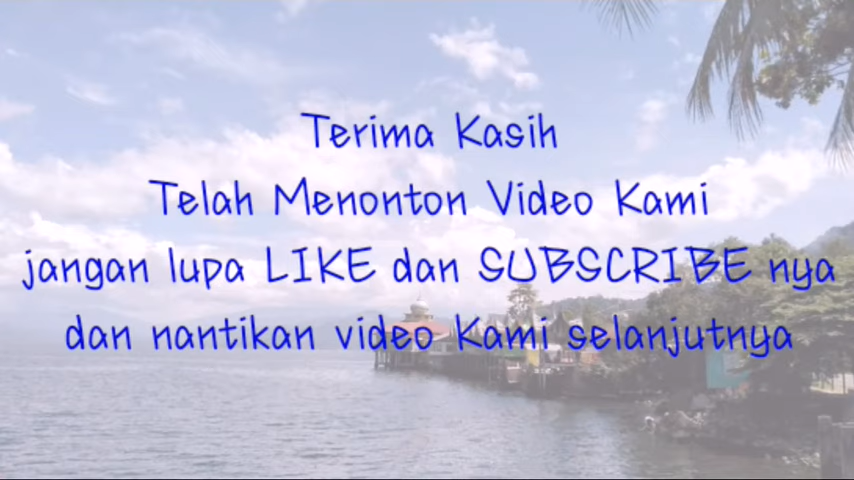 Terima Kasih
Telah Menonton Video Kami
jangan lupa LIKE dan SUBSCRIBE nya
dan nantikan video Kami selanjutnya